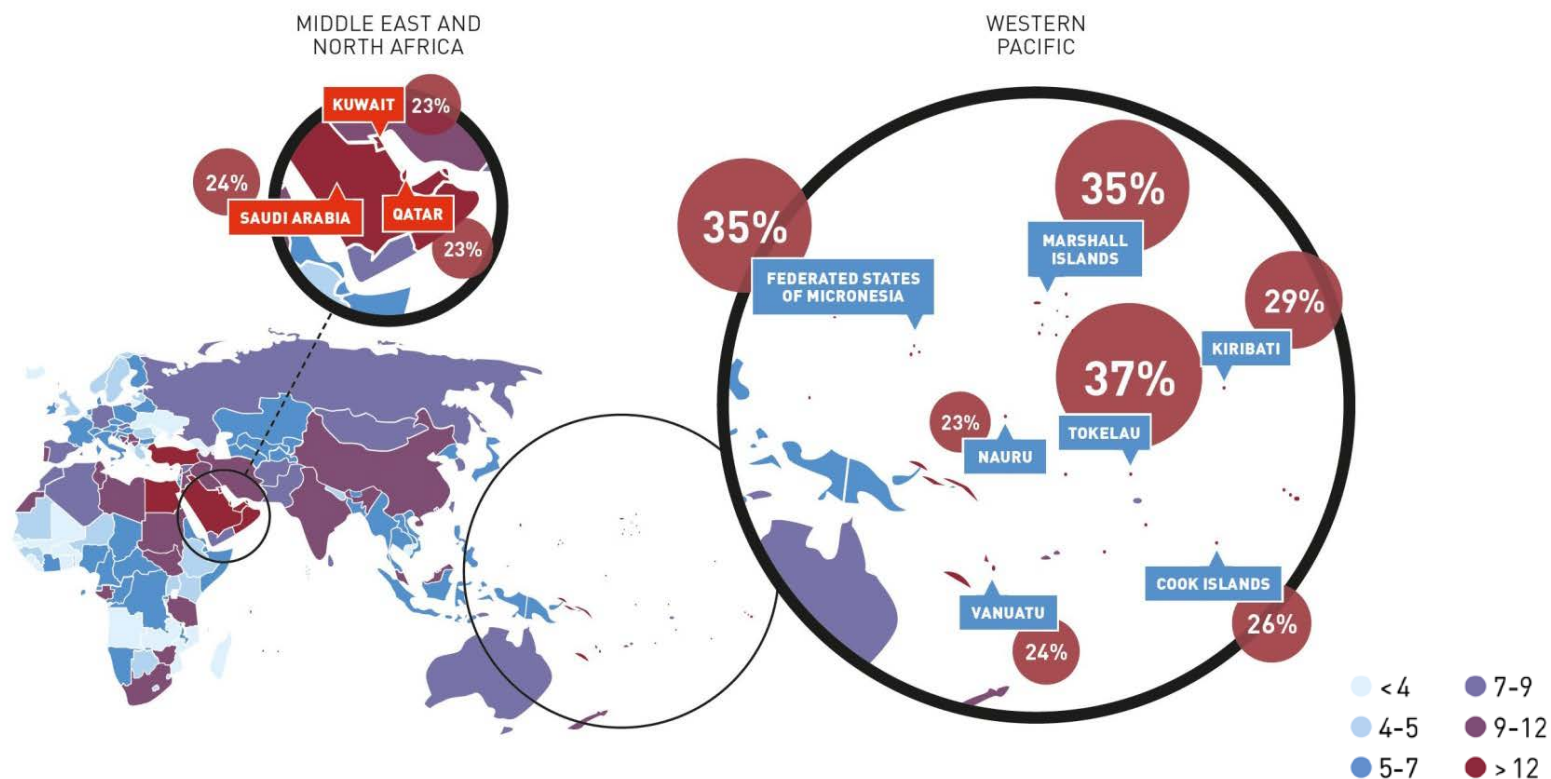 MIDDLE EAST AND
NORTH AFRICA
KUWAIT
23%
24%
SAUDI ARABIA
QATAR
23%
WESTERN
PACIFIC
35%
FEDERATED STATES
OF MICRONESIA
35%
MARSHALL
ISLANDS
29%
KIRIBATI
37%
TOKELAU
23%
NAURU
VANUATU
24%
COOK ISLANDS
26%
< 4
4-5
5-7
7-9
9-12
> 12